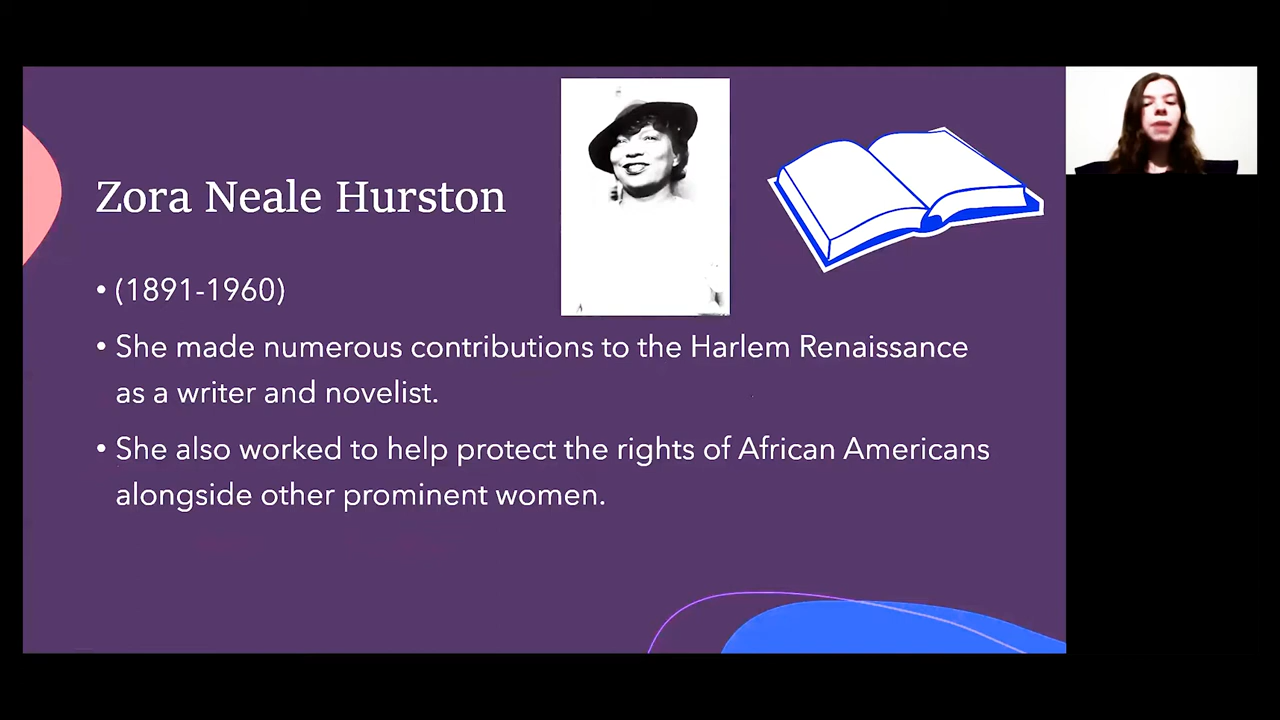 Zora Neale Hurston
• (1891-1960)
• She made numerous contributions to the Harlem Renaissance
as a writer and novelist.
• She also worked to help protect the rights of African Americans
alongside other prominent women.